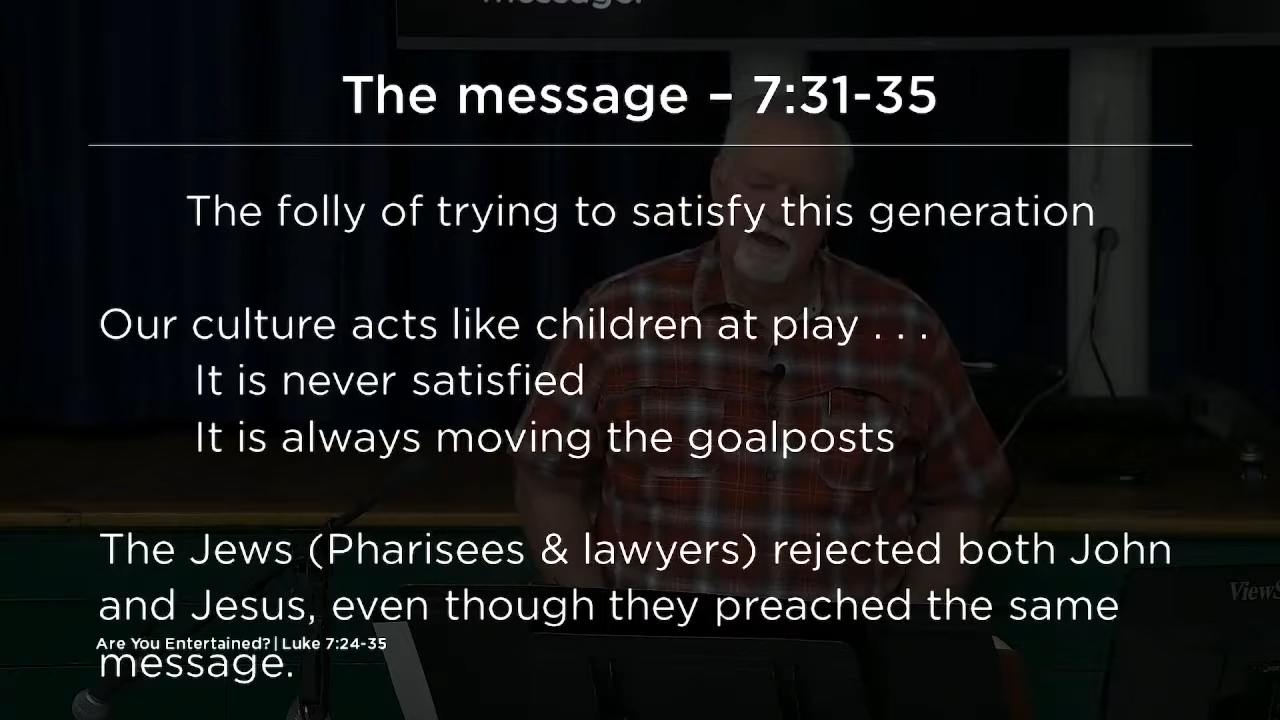 The message – 7:31-35
The folly of trying to satisfy this generation
Our culture acts like children at play . . .
It is never satisfied
It is always moving the goalposts
The Jews (Pharisees & lawyers) rejected both John
and Jesus, even though they preached the same
Are You Entertained? | Luke 7:24-35
message.